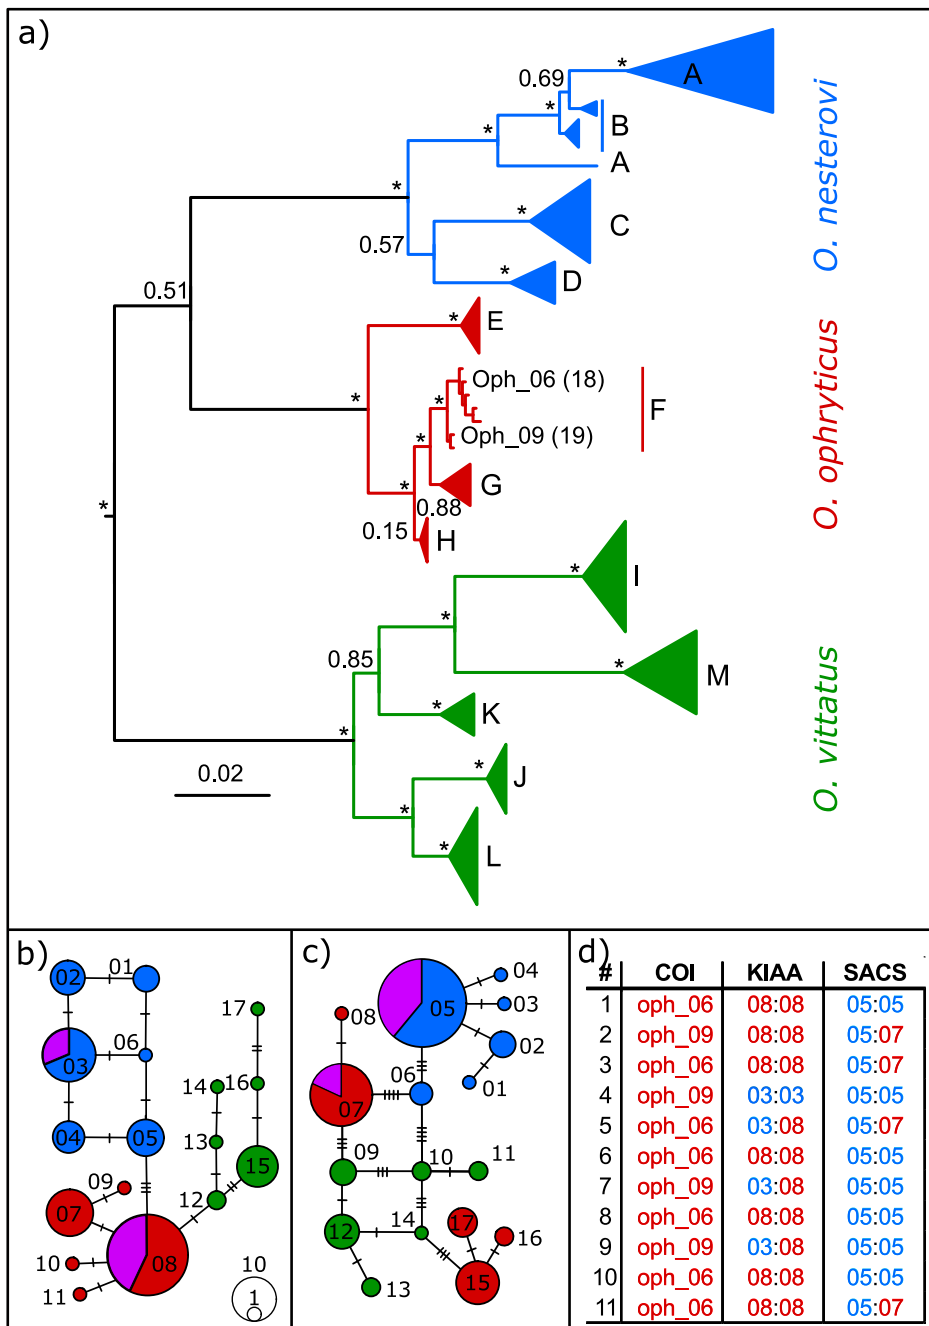 a)
A
0.69
*
*
B
*
A
*
*
C
0.57
*
D
O. nesterovi
0.51
*
E
*
Oph_06 (18)
*
F
Oph_09 (19)
*
G
*
0.88
0.15
H
O. ophryticus
*
*
I
*
0.85
*
M
*
K
*
*
J
0.02
*
*
L
O. vittatus
b)
02
01
03
06
04
05
09
07
08
10
11
17
14
16
13
15
12
10
1
c)
04
05
03
08
02
06
01
07
09
10
11
12
14
17
16
15
13
d)
# COI KIAA SACS
1 oph_06 08:08 05:05
2 oph_09 08:08 05:07
3 oph_06 08:08 05:07
4 oph_09 03:03 05:05
5 oph_06 03:08 05:07
6 oph_06 08:08 05:05
7 oph_09 03:08 05:05
8 oph_06 08:08 05:05
9 oph_09 03:08 05:05
10 oph_06 08:08 05:05
11 oph_06 08:08 05:07